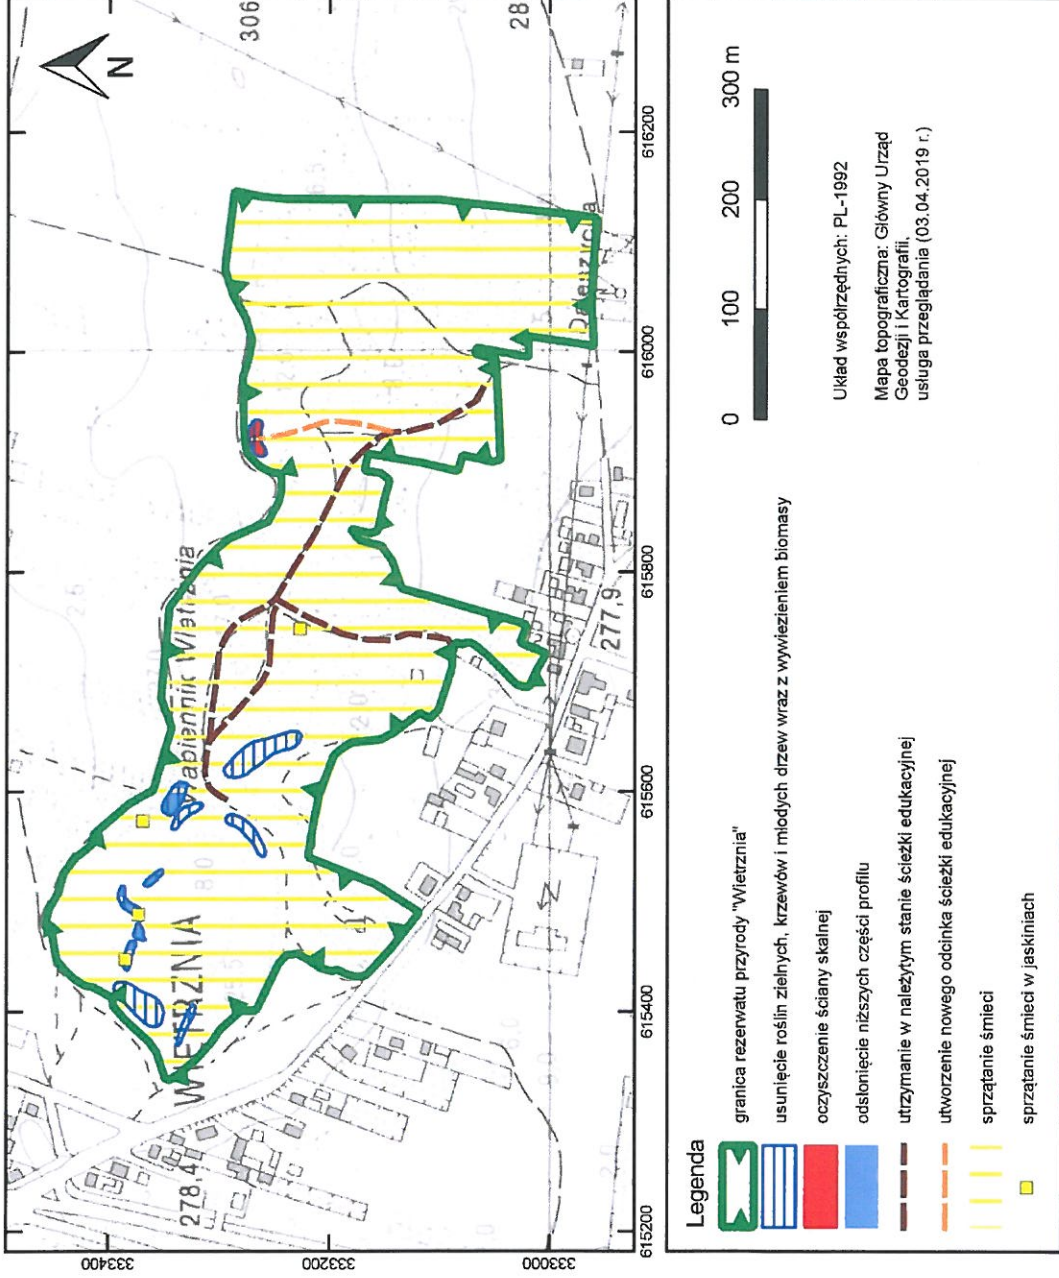 N
306
28
WIETRZNIA
Wietrznia
278,4
277,9
333400
333200
333000
615200
615400
615600
615800
616000
616200
Legenda
granica rezerwatu przyrody "Wietrznia"
usunięcie roślin zielnych, krzewów i młodych drzew wraz z wywiezieniem biomasy
oczyszczenie ściany skalnej
odsłonięcie niższych części profilu
utrzymanie w należytym stanie ścieżki edukacyjnej
utworzenie nowego odcinka ścieżki edukacyjnej
sprzątanie śmieci
sprzątanie śmieci w jaskiniach
0 100 200 300 m
Układ współrzędnych: PL-1992
Mapa topograficzna: Główny Urząd
Geodezji i Kartografii,
usługa przeglądania (03.04.2019 r.)